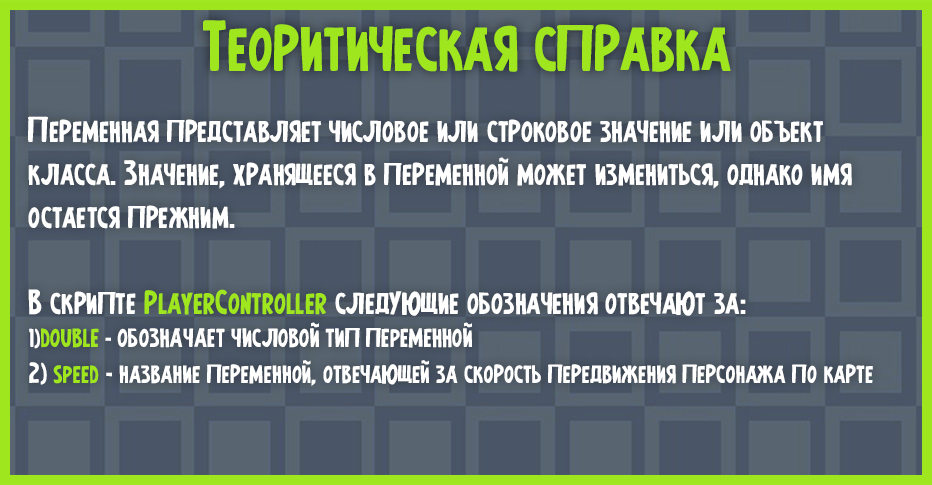 Теоритическая справка
Переменная представляет числовое или строковое значение или объект
класса. Значение, хранящееся в переменной может измениться, однако имя
остается прежним.
В скрипте PlayerController следующие обозначения отвечают за:
1)double - обозначает числовой тип переменной
2) speed - название переменной, отвечающей за скорость передвижения персонажа по карте